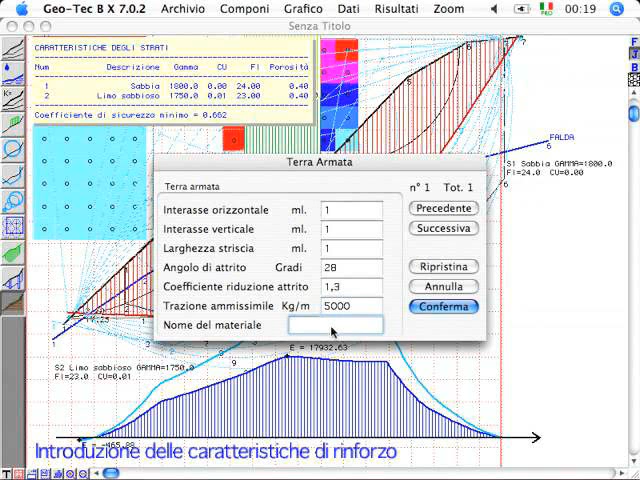 Geo-Tec B X 7.0.2 Archivio Componi Grafico Dati Risultati Zoom 00:19
Senza Titolo
CARATTERISTICHE DEGLI STRATI
Num Descrizione Gamma CU FI Porosità
1 Sabbia 1800.0 0.00 24.00 0.40
2 Limo sabbioso 1750.0 0.01 23.00 0.40
Coefficiente di sicurezza minimo = 0.662
FALDA
S1 Sabbia GAMMA=1800.0
FI=24.0 CU=0.00
Terra Armata
Terra armata
n° 1 Tot. 1
Interasse orizzontale ml. 1
Precedente
Interasse verticale ml. 1
Successiva
Larghezza striscia ml. 1
Angolo di attrito Gradi 28
Ripristina
Coefficiente riduzione attrito 1,3
Annulla
Trazione ammissimile Kg/m 5000
Conferma
Nome del materiale
E = 17932.63
S2 Limo sabbioso GAMMA=1750.0
FI=23.0 CU=0.01
9
Introduzione delle caratteristiche di rinforzo